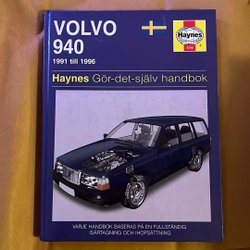 VOLVO
940
1991 till 1996
Haynes
Haynes Gör-det-själv handbok
VARJE HANDBOK BASERAS PÅ EN FULLSTÄNDIG
ISÄRTAGNING OCH IHOPSÄTTNING